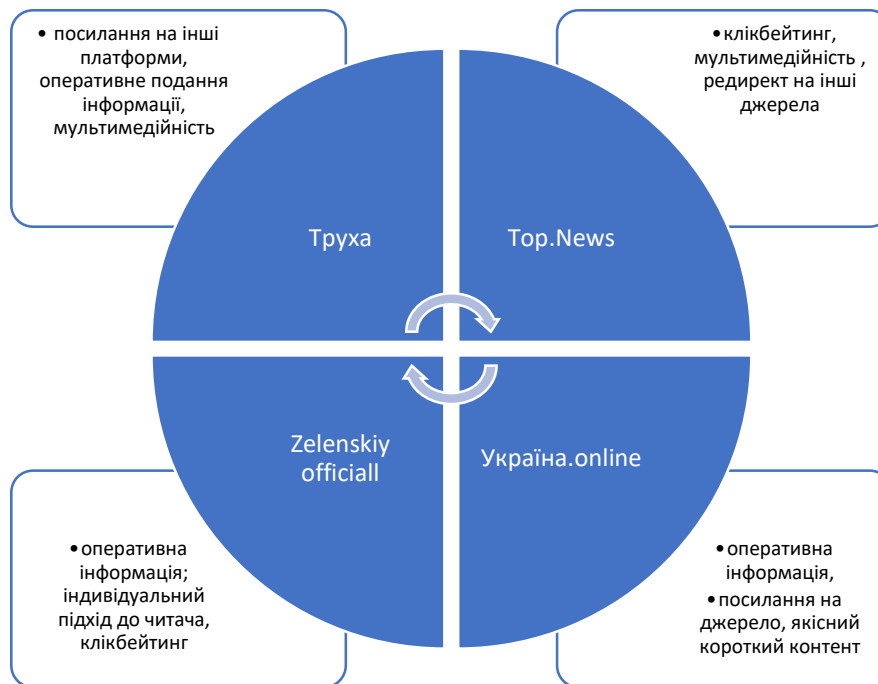 • посилання на інші
платформи,
оперативне подання
інформації,
мультимедійність
•клікбейтинг,
мультимедійність ,
редирект на інші
джерела
Труха
Top.News
Zelenskiy
officiall
Україна.online
•оперативна
інформація;
індивідуальний
підхід до читача,
клікбейтинг
•оперативна
інформація,
•посилання на
джерело, якісний
короткий контент